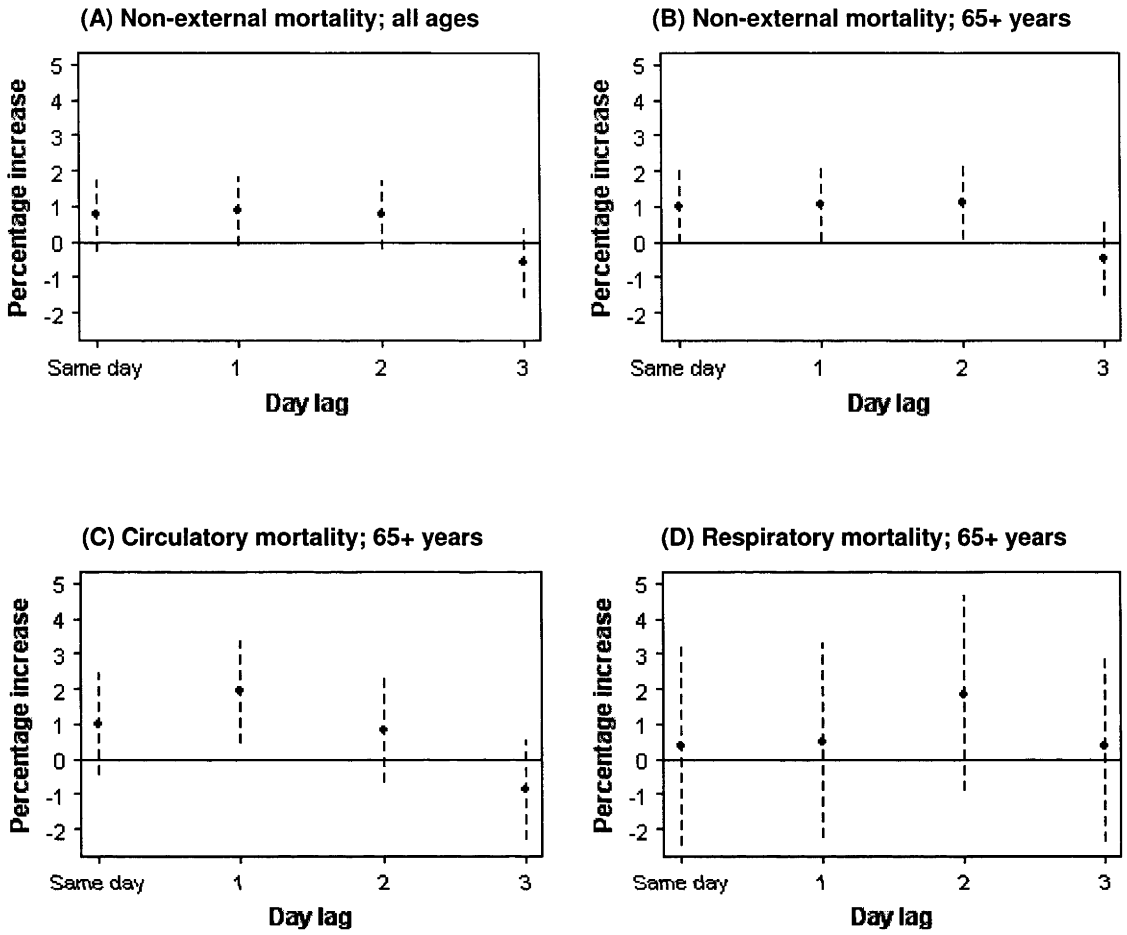 (A) Non-external mortality; all ages
Percentage increase
5
4
3
2
1
0
-1
-2
Same day 1 2 3
Day lag
(B) Non-external mortality; 65+ years
Percentage increase
5
4
3
2
1
0
-1
-2
Same day 1 2 3
Day lag
(C) Circulatory mortality; 65+ years
Percentage increase
5
4
3
2
1
0
-1
-2
Same day 1 2 3
Day lag
(D) Respiratory mortality; 65+ years
Percentage increase
5
4
3
2
1
0
-1
-2
Same day 1 2 3
Day lag